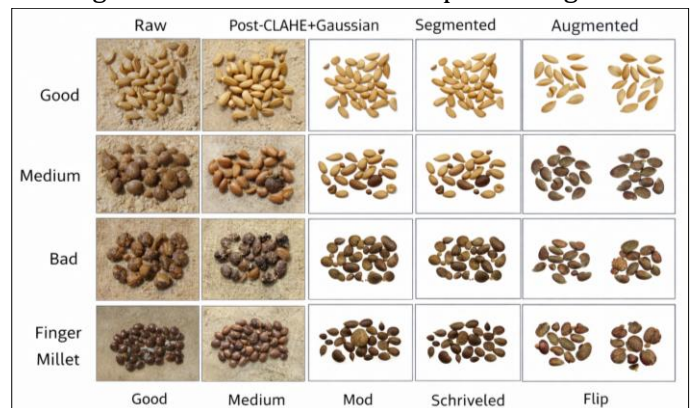 Raw Post-CLAHE+Gaussian Segmented Augmented
Good
Medium
Bad
Finger
Millet
Good Medium Mod Schriveled Flip